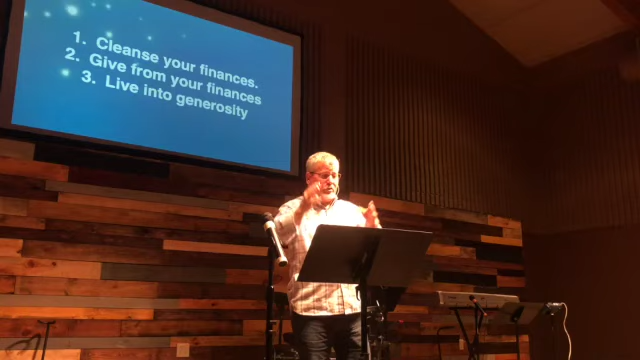 1. Cleanse your finances.
2. Give from your finances
3. Live into generosity